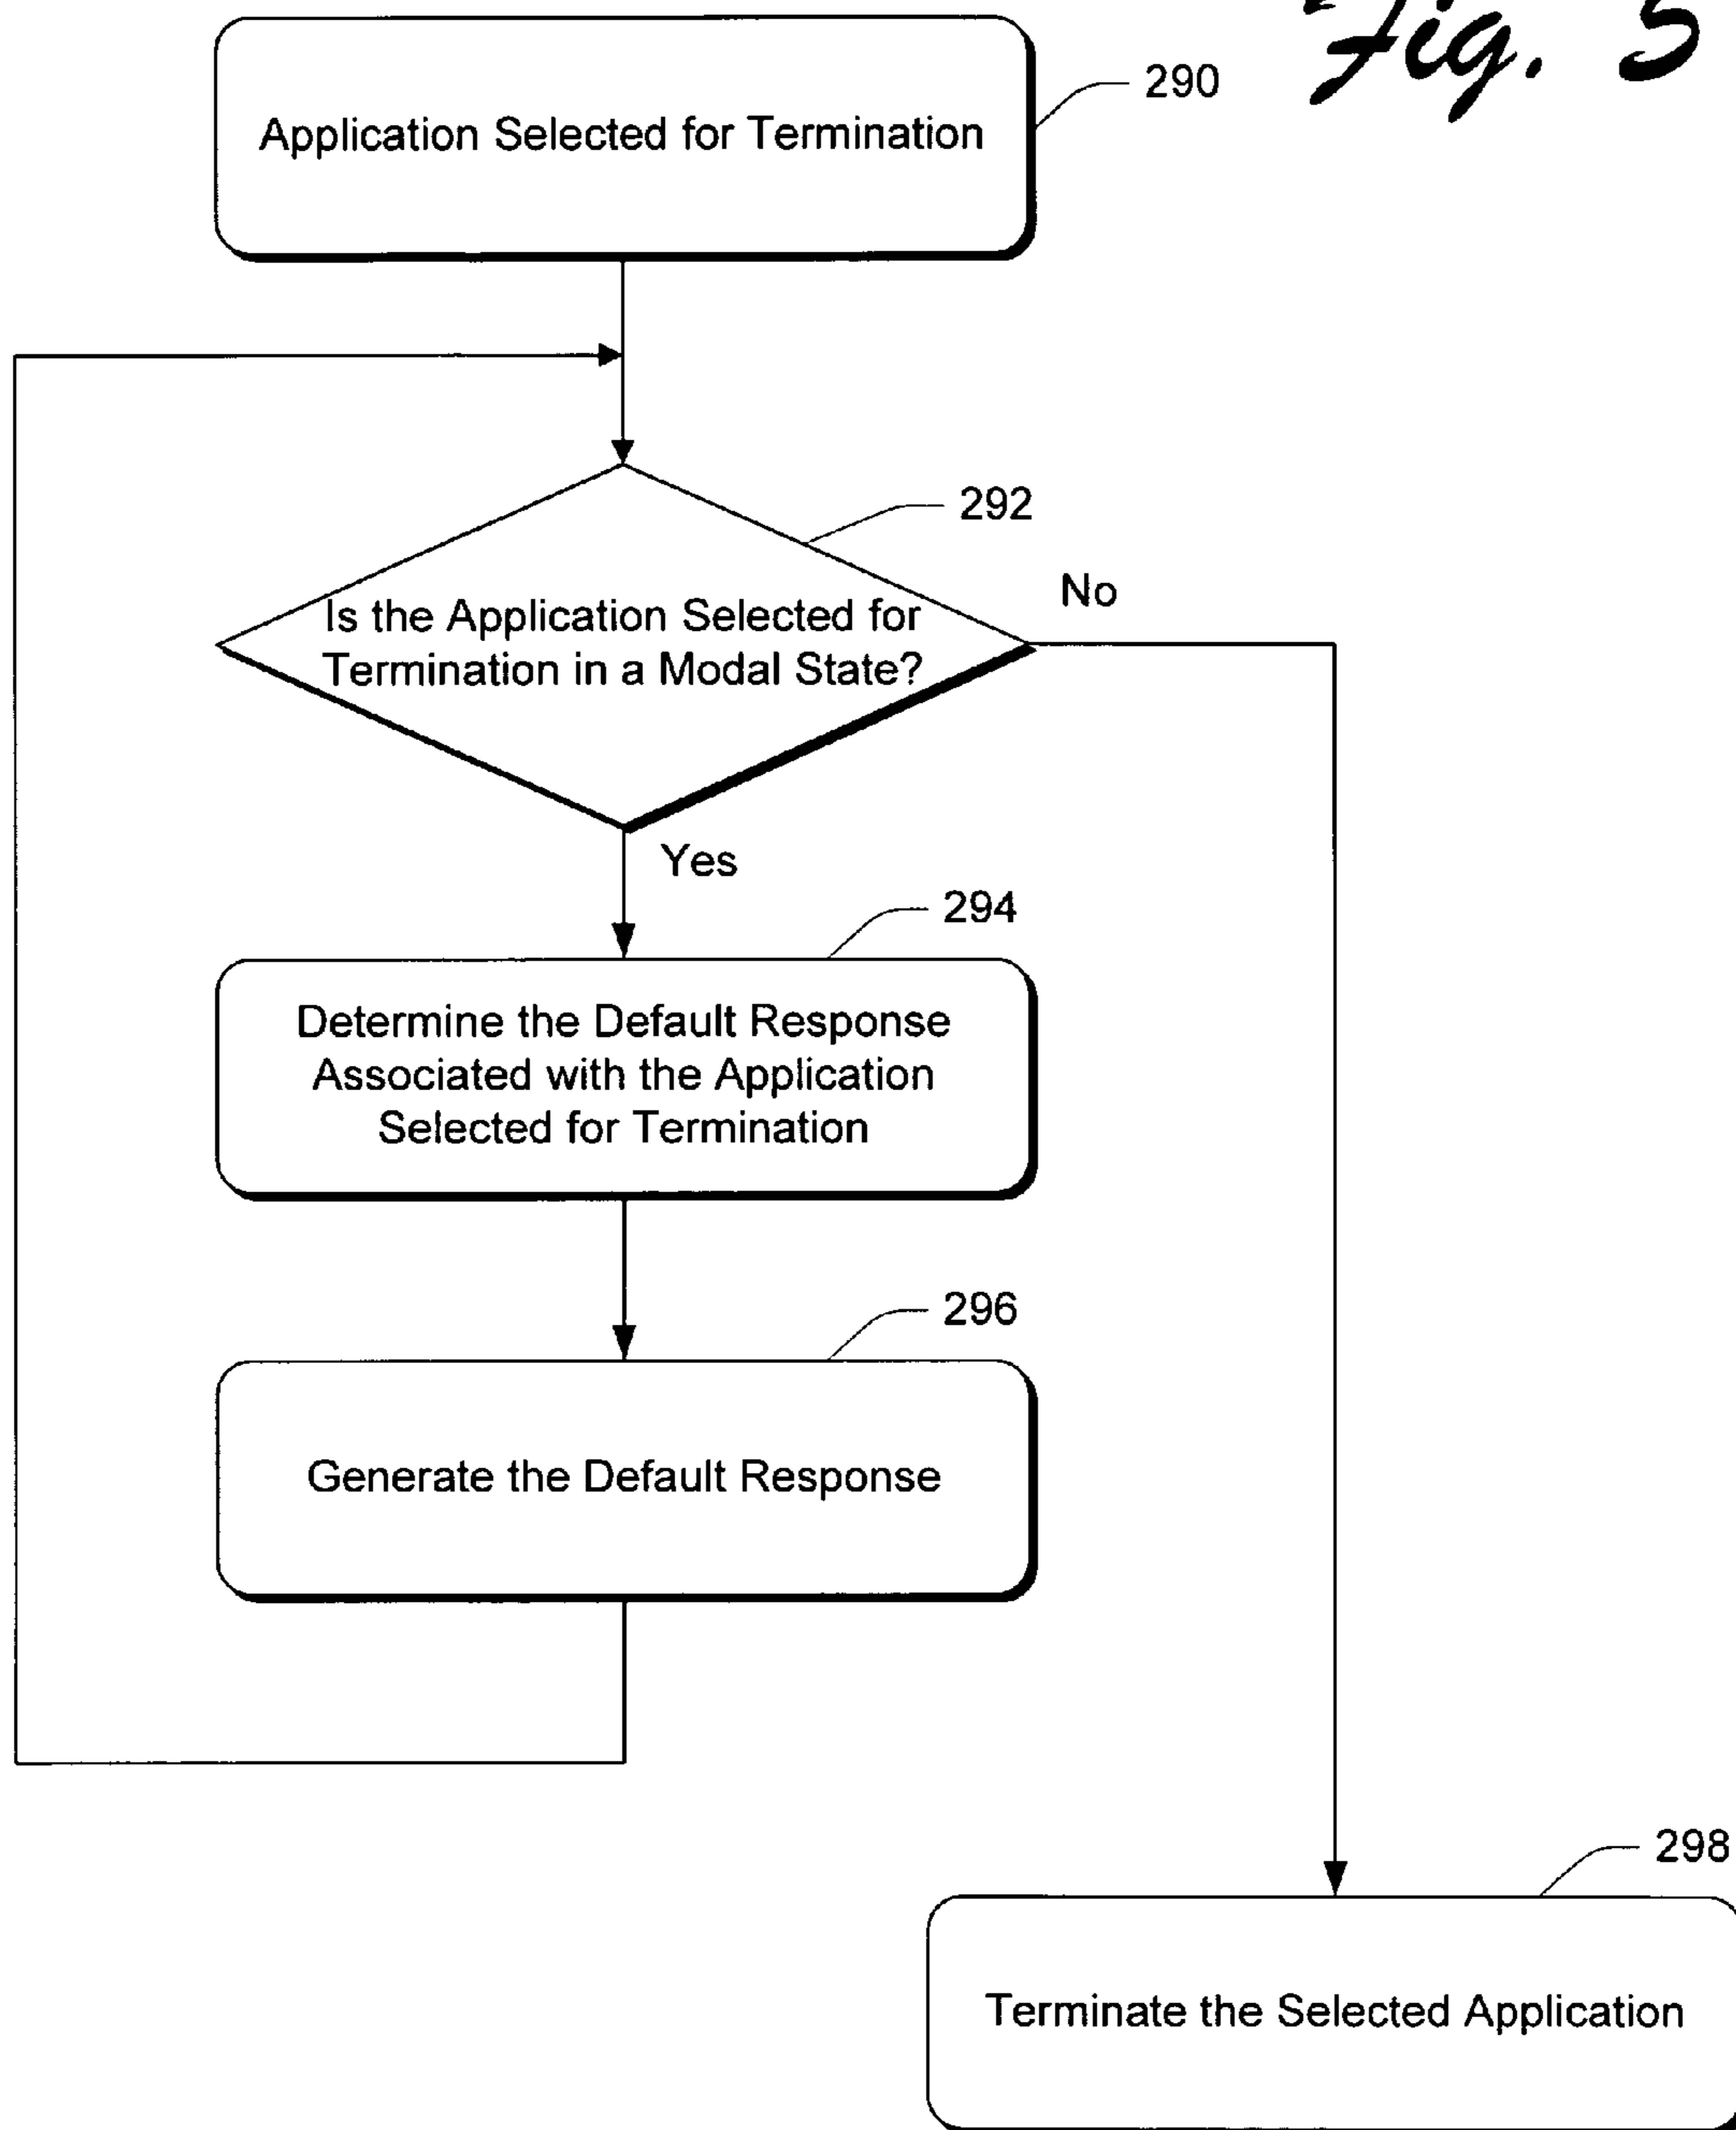 Fig. 5
290
Application Selected for Termination
292
No
Is the Application Selected for
Termination in a Modal State?
Yes
294
Determine the Default Response
Associated with the Application
Selected for Termination
296
Generate the Default Response
298
Terminate the Selected Application